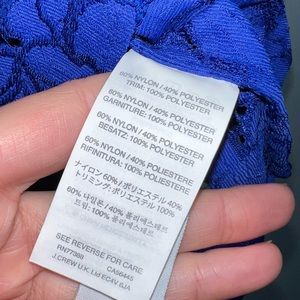 60% NYLON / 40% POLYESTER
TRIM: 100% POLYESTER
60% NYLON / 40% POLYESTER
GARNITURE: 100% POLYESTER
60% NYLON / 40% POLYESTER
BESATZ: 100% POLYESTER
60% NYLON / 40% POLIESTERE
RIFINITURA: 100% POLIESTERE
ナイロン 60% / ポリエステル 40%
トリミング: ポリエステル 100%
60% 나일론 / 40% 폴리에스테르
트림: 100% 폴리에스테르
SEE REVERSE FOR CARE
RN77388 CA56445
J.CREW U.K. Ltd EC4V 6JA